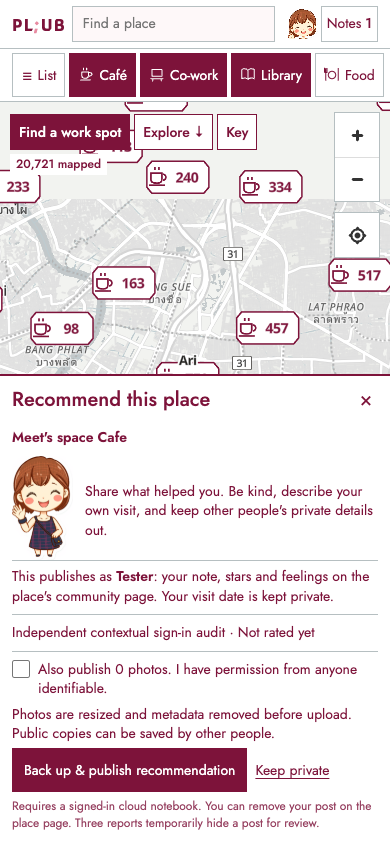 PL;UB
Find a place
Notes 1
≡ List
Café
Co-work
Library
Food
Find a work spot
Explore ↓
Key
+
20,721 mapped
−
240
233
334
31
517
163
ง ซื่อ
LAT PHRAO
ลาดพร้าว
98
457
BANG PHLAT
บางพลัด
Ari
31
Recommend this place
×
Meet's space Cafe
Share what helped you. Be kind, describe your
own visit, and keep other people's private details
out.
This publishes as Tester: your note, stars and feelings on the
place's community page. Your visit date is kept private.
Independent contextual sign-in audit · Not rated yet
Also publish 0 photos. I have permission from anyone
identifiable.
Photos are resized and metadata removed before upload.
Public copies can be saved by other people.
Back up & publish recommendation
Keep private
Requires a signed-in cloud notebook. You can remove your post on the
place page. Three reports temporarily hide a post for review.